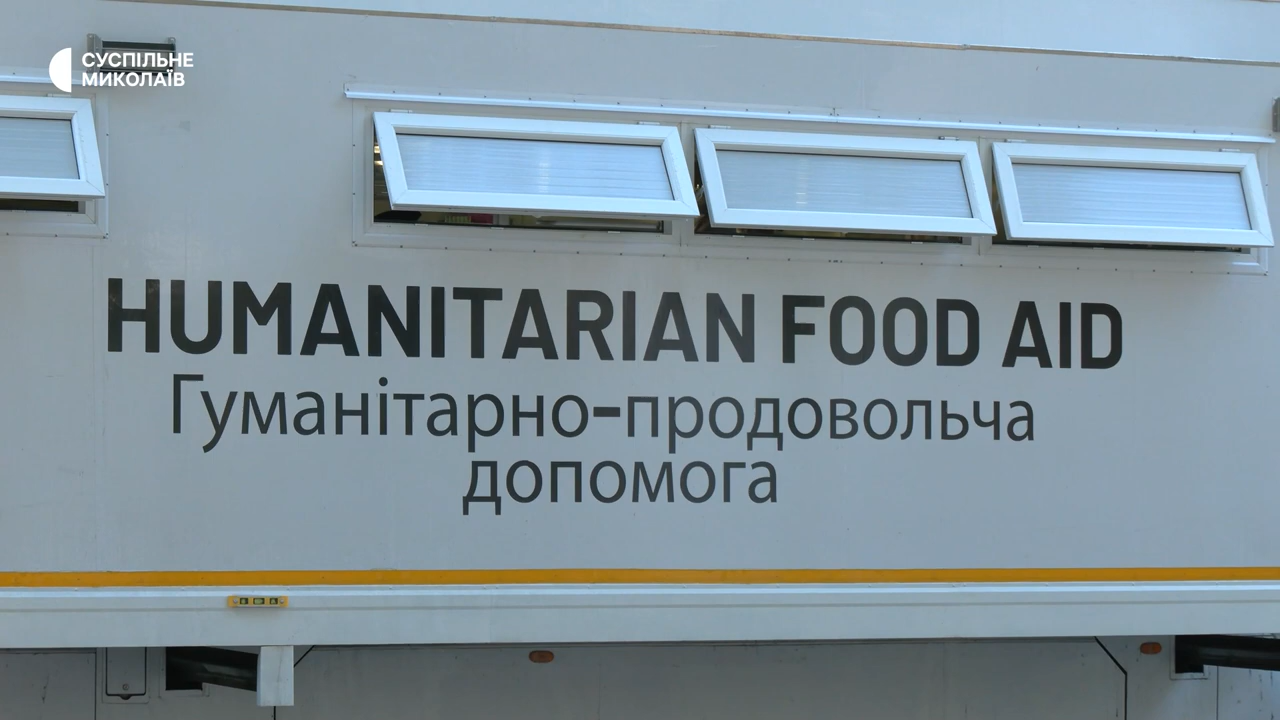 СУСПІЛЬНЕ
МИКОЛАЇВ
HUMANITARIAN FOOD AID
Гуманітарно-продовольча
допомога